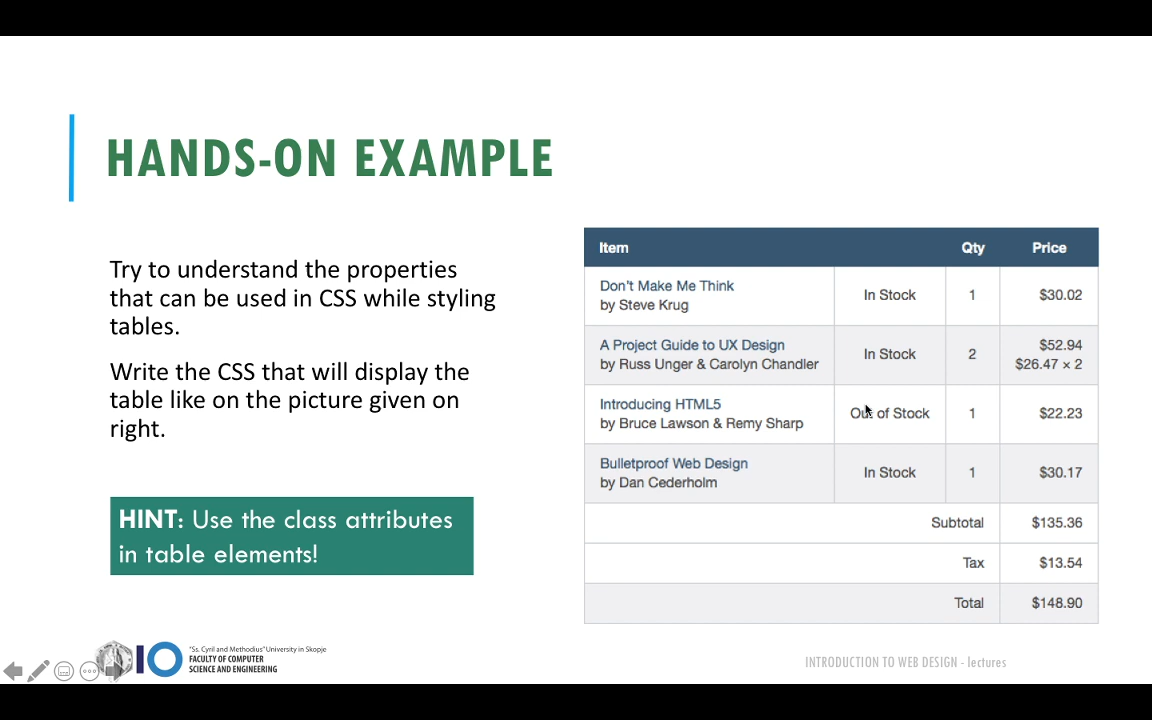 HANDS-ON EXAMPLE
Try to understand the properties
that can be used in CSS while styling
tables.
Write the CSS that will display the
table like on the picture given on
right.
HINT: Use the class attributes
in table elements!
Item Qty Price
Don't Make Me Think
by Steve Krug
In Stock 1 $30.02
A Project Guide to UX Design
by Russ Unger & Carolyn Chandler
In Stock 2 $52.94
$26.47 × 2
Introducing HTML5
by Bruce Lawson & Remy Sharp
Out of Stock 1 $22.23
Bulletproof Web Design
by Dan Cederholm
In Stock 1 $30.17
Subtotal $135.36
Tax $13.54
Total $148.90
"Ss. Cyril and Methodius" University in Skopje
FACULTY OF COMPUTER
SCIENCE AND ENGINEERING
INTRODUCTION TO WEB DESIGN - lectures